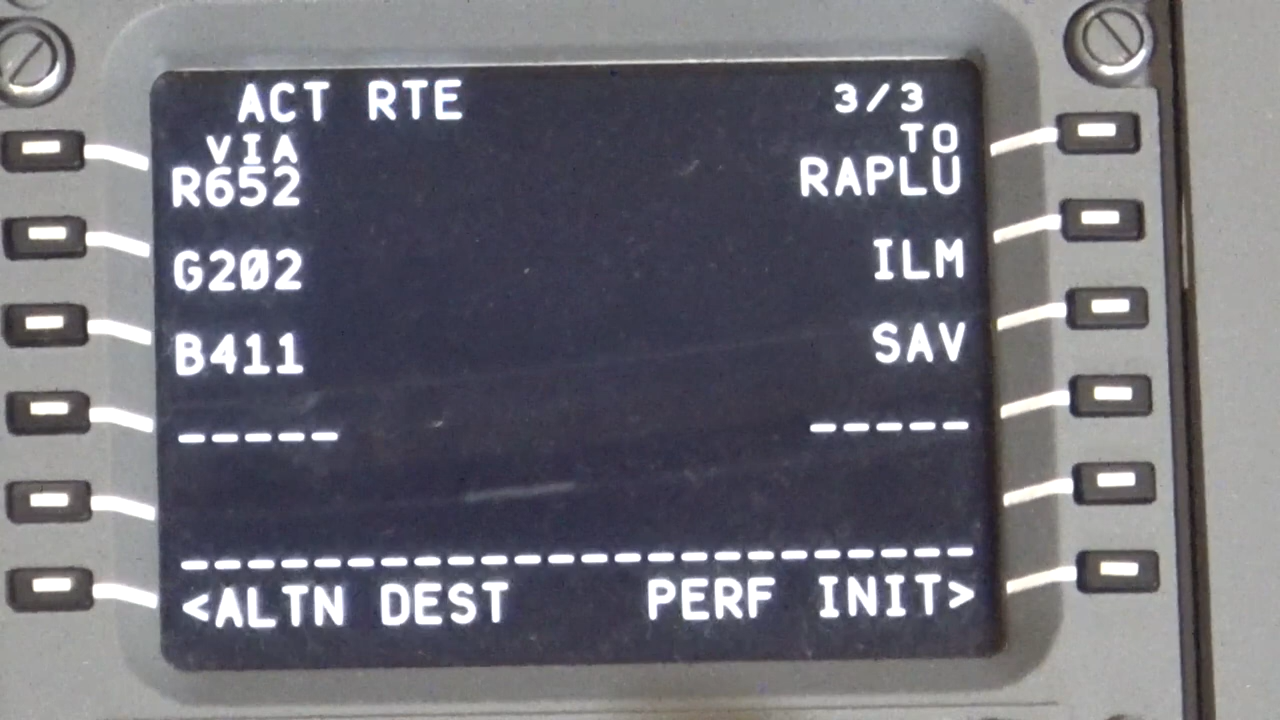 ACT RTE 3/3
VIA TO
R652 RAPLU
G202 ILM
B411 SAV
----- -----
------------------------
<ALTN DEST PERF INIT>